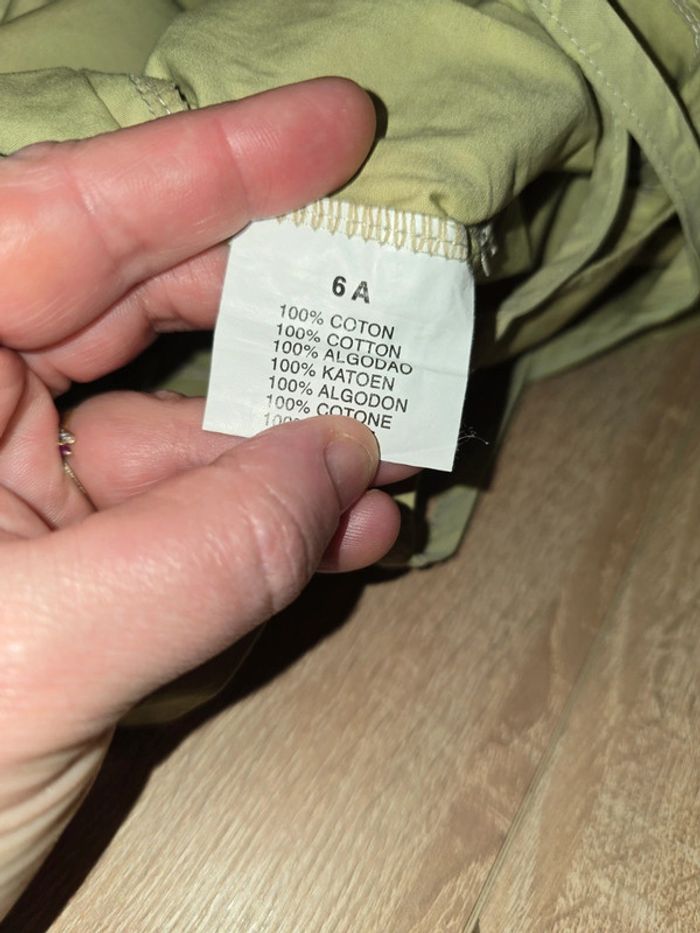 6 A
100% COTON
100% COTTON
100% ALGODAO
100% KATOEN
100% ALGODON
100% COTONE